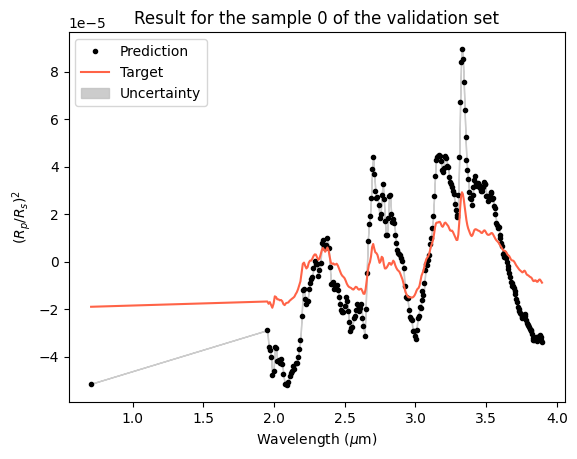 Result for the sample 0 of the validation set
1e−5
Prediction
Target
Uncertainty
8
6
4
2
0
−2
−4
(R_p/R_s)^2
1.0 1.5 2.0 2.5 3.0 3.5 4.0
Wavelength (μm)